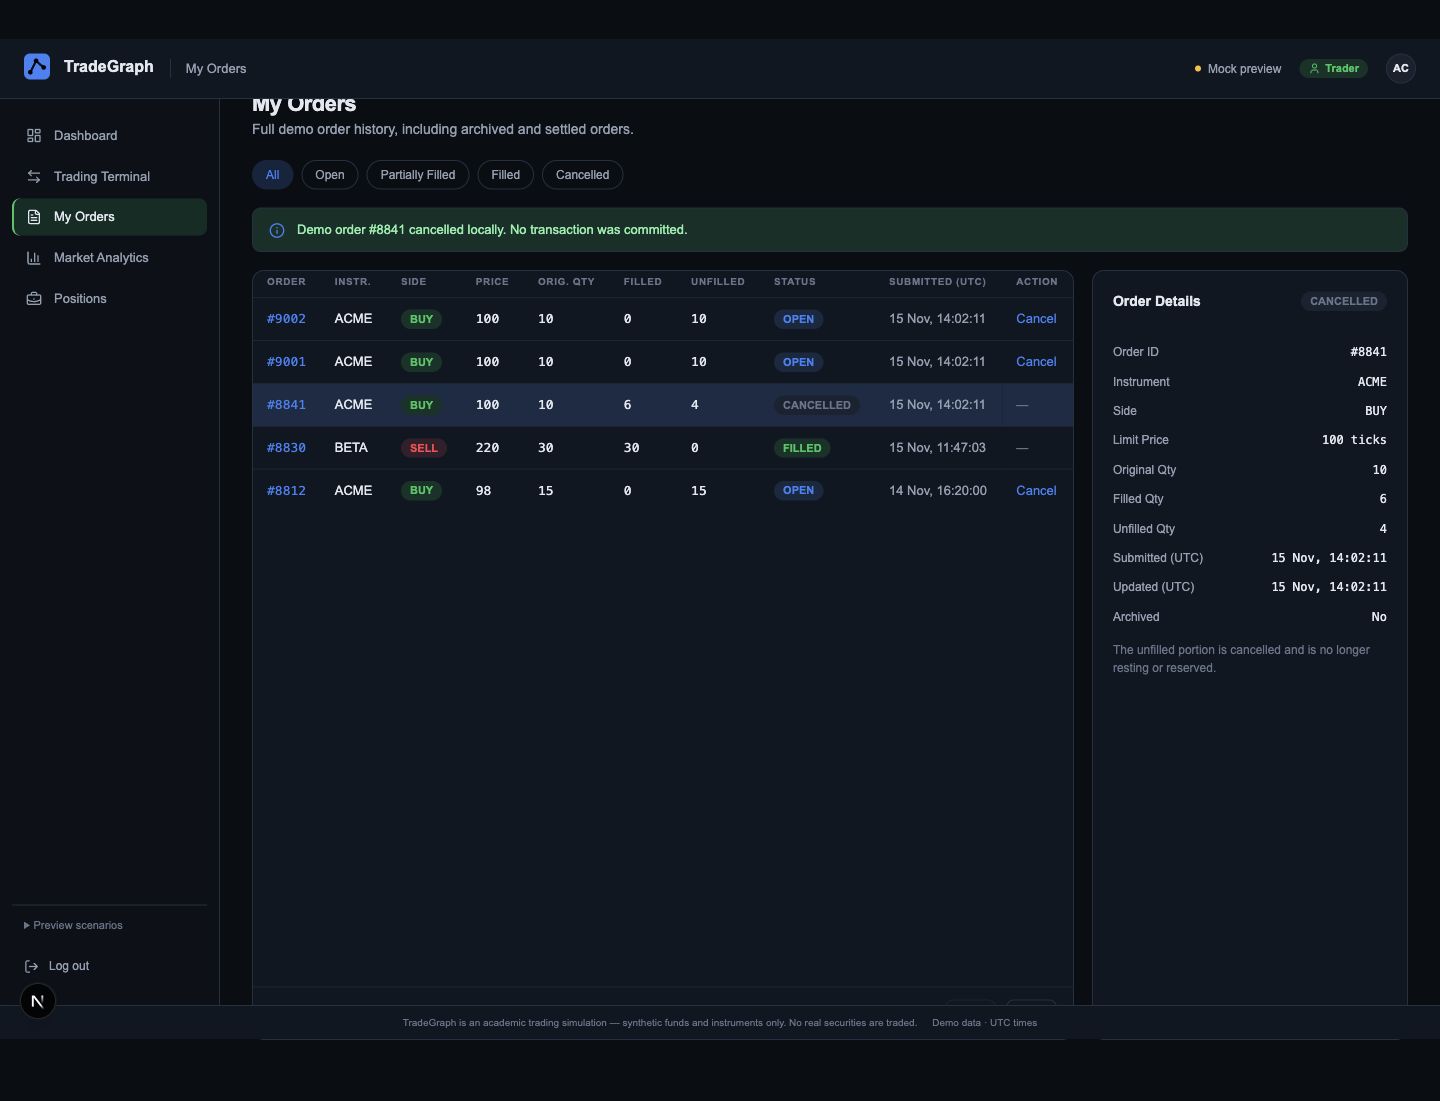 TradeGraph
My Orders
Mock preview
Trader
AC
Dashboard
Trading Terminal
My Orders
Market Analytics
Positions
Preview scenarios
Log out
N
My Orders
Full demo order history, including archived and settled orders.
All Open Partially Filled Filled Cancelled
Demo order #8841 cancelled locally. No transaction was committed.
ORDER INSTR. SIDE PRICE ORIG. QTY FILLED UNFILLED STATUS SUBMITTED (UTC) ACTION
#9002 ACME BUY 100 10 0 10 OPEN 15 Nov, 14:02:11 Cancel
#9001 ACME BUY 100 10 0 10 OPEN 15 Nov, 14:02:11 Cancel
#8841 ACME BUY 100 10 6 4 CANCELLED 15 Nov, 14:02:11 —
#8830 BETA SELL 220 30 30 0 FILLED 15 Nov, 11:47:03 —
#8812 ACME BUY 98 15 0 15 OPEN 14 Nov, 16:20:00 Cancel
Order Details CANCELLED
Order ID #8841
Instrument ACME
Side BUY
Limit Price 100 ticks
Original Qty 10
Filled Qty 6
Unfilled Qty 4
Submitted (UTC) 15 Nov, 14:02:11
Updated (UTC) 15 Nov, 14:02:11
Archived No
The unfilled portion is cancelled and is no longer
resting or reserved.
TradeGraph is an academic trading simulation — synthetic funds and instruments only. No real securities are traded. Demo data · UTC times